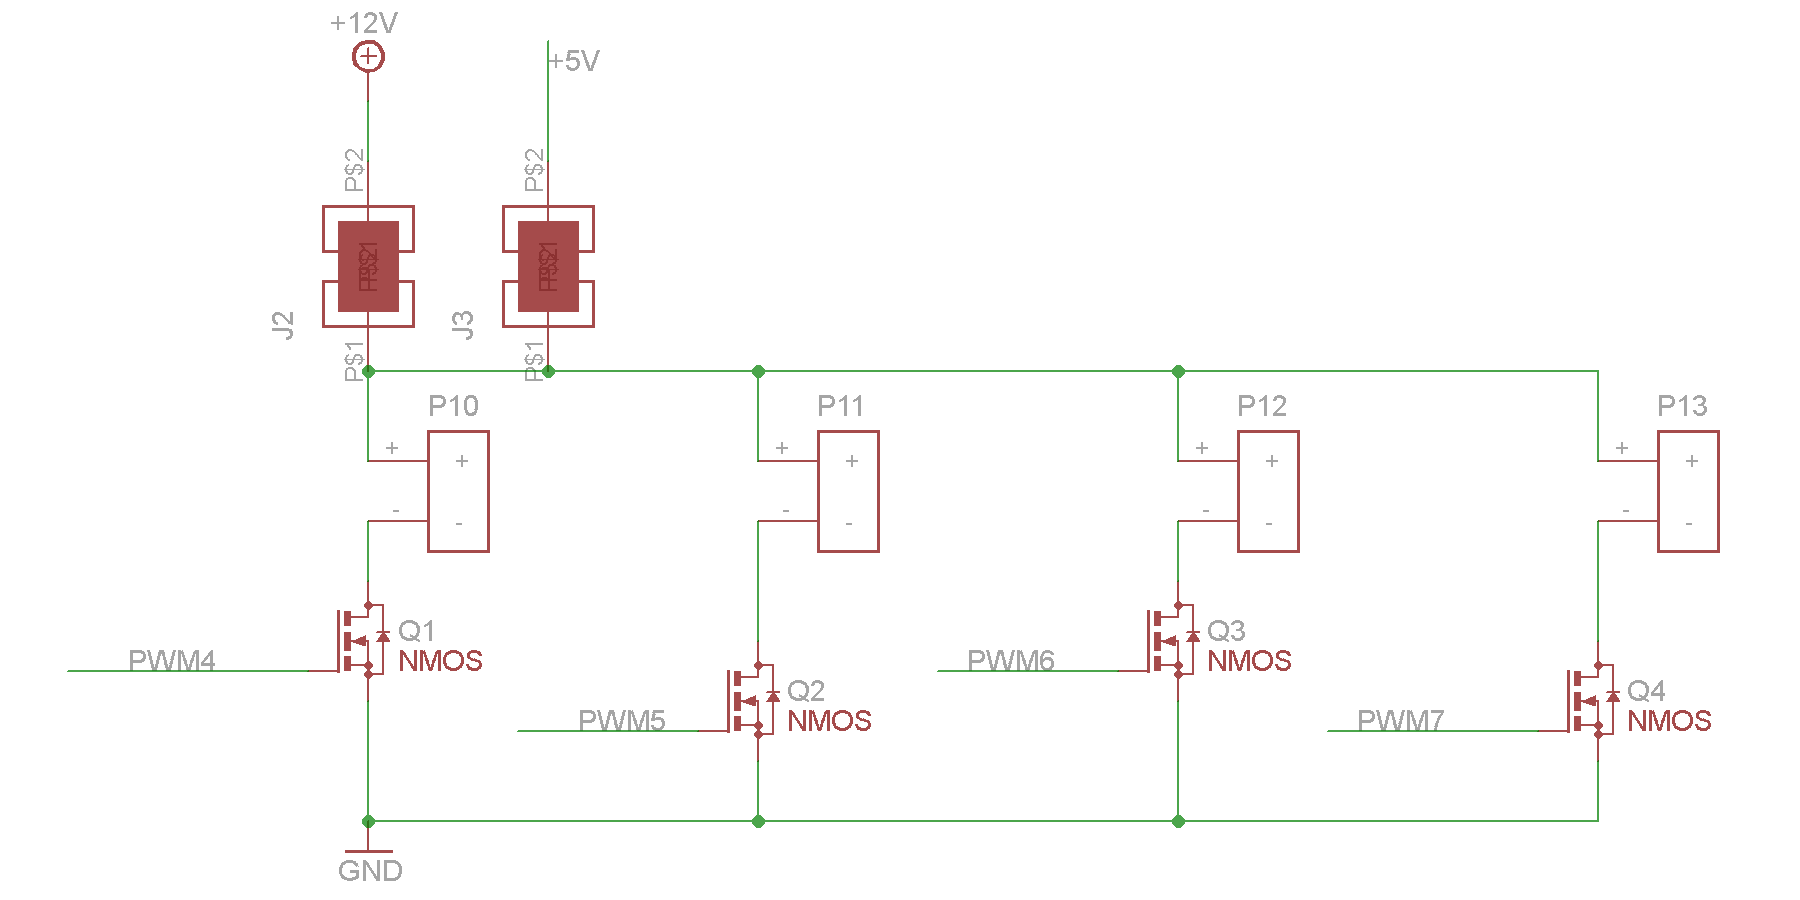 +12V
+5V
P$2
P$2
J2
J3
P$1
P$1
P10
P11
P12
P13
+
+
+
+
+
+
+
+
-
-
-
-
-
-
-
-
Q1
NMOS
Q3
NMOS
PWM4
PWM6
Q2
NMOS
Q4
NMOS
PWM5
PWM7
GND